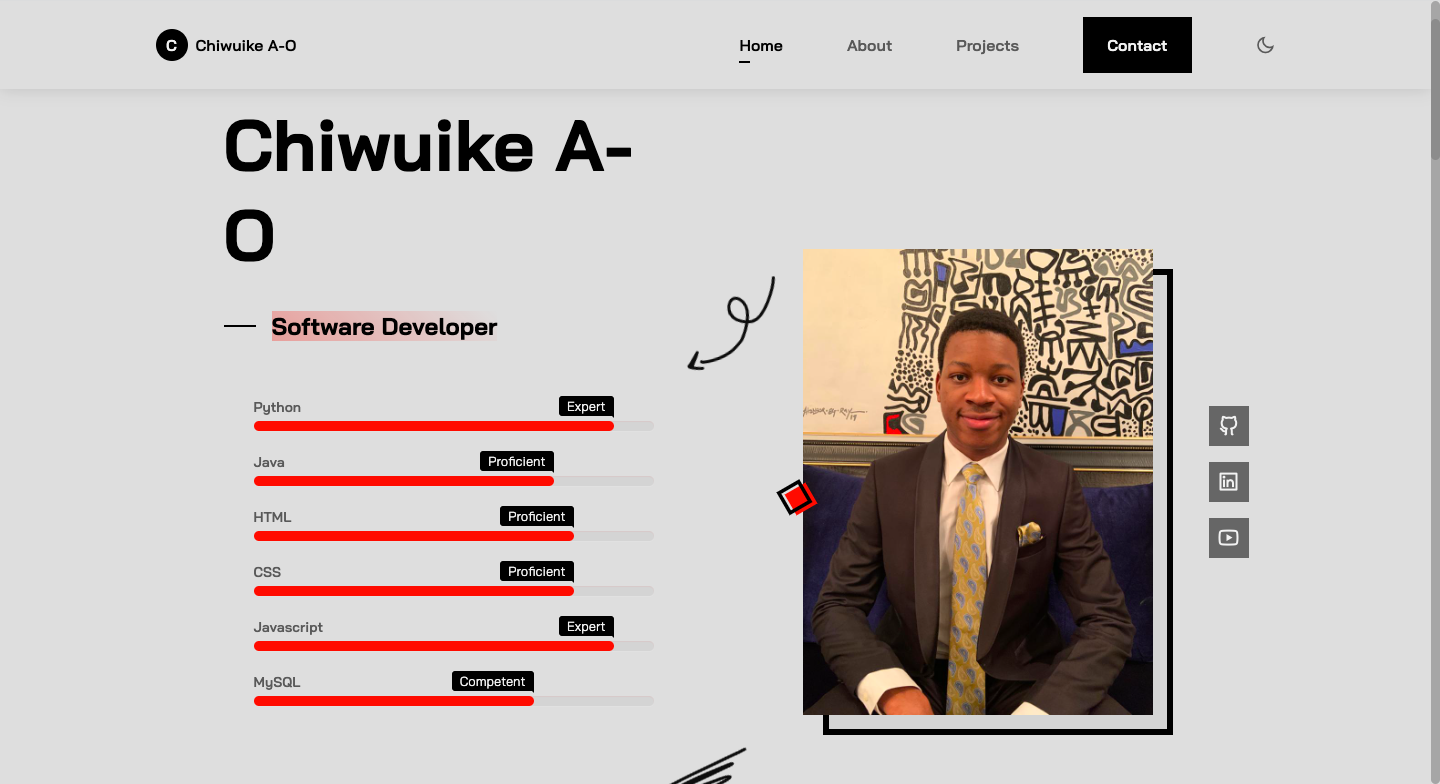 C Chiwuike A-O
Home About Projects Contact
Chiwuike A-
O
Software Developer
Python Expert
Java Proficient
HTML Proficient
CSS Proficient
Javascript Expert
MySQL Competent